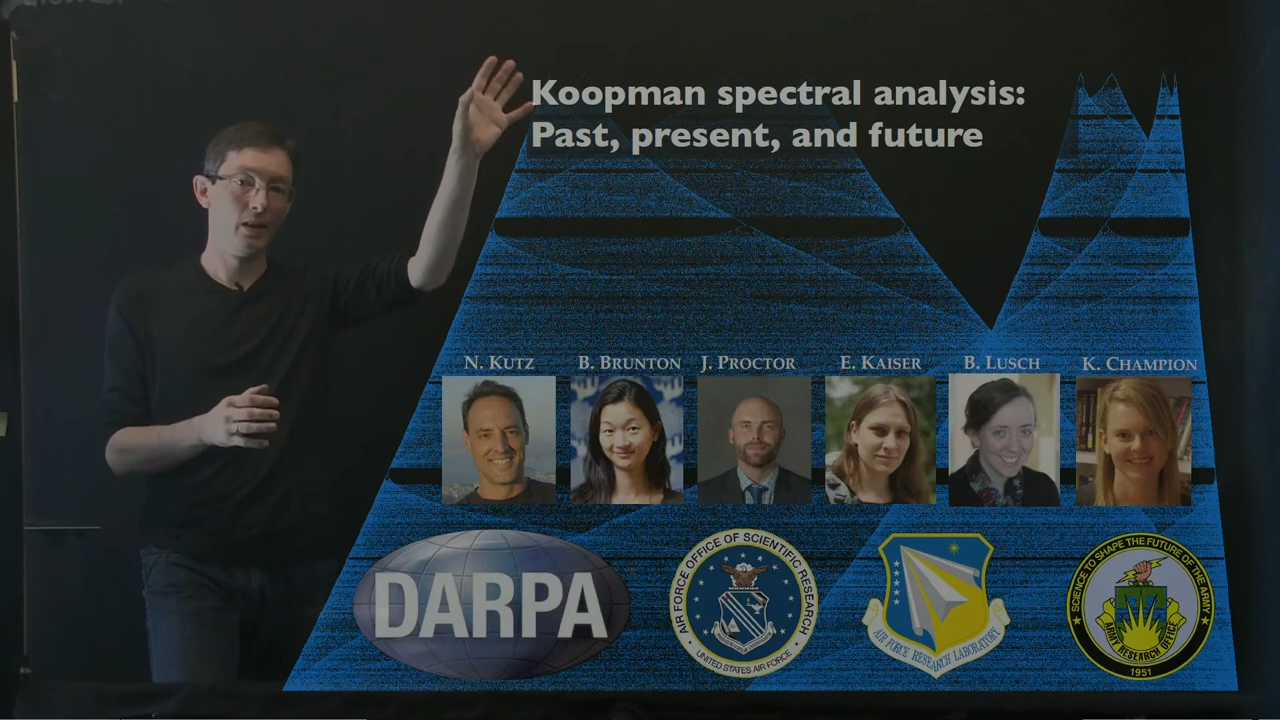 Koopman spectral analysis:
Past, present, and future
N. KUTZ
B. BRUNTON
J. PROCTOR
E. KAISER
B. LUSCH
K. CHAMPION
DARPA
AIR FORCE OFFICE OF SCIENTIFIC RESEARCH
UNITED STATES AIR FORCE
AIR FORCE RESEARCH LABORATORY
SCIENCE TO SHAPE THE FUTURE OF THE ARMY
ARMY RESEARCH OFFICE
1951